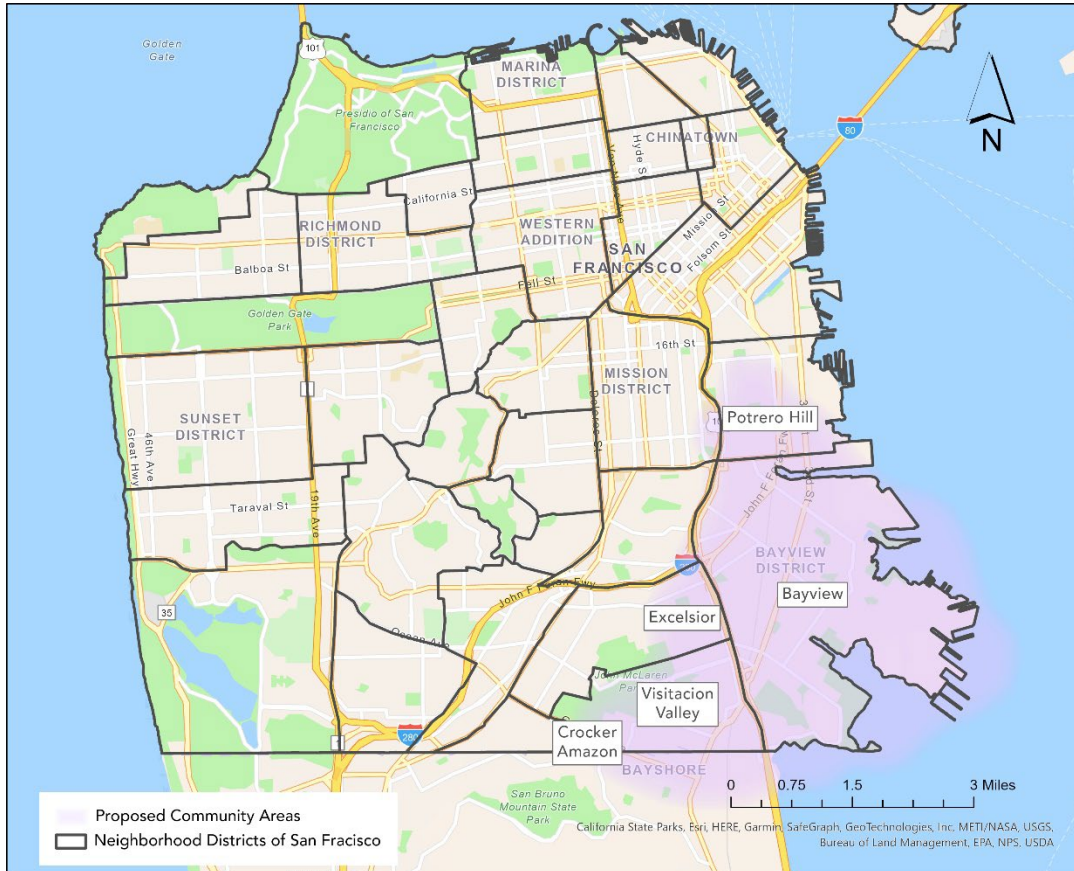 Golden
Gate
101
Presidio of San
Francisco
MARINA
DISTRICT
CHINATOWN
Hyde St
Van Ness Ave
80
N
California St
RICHMOND
DISTRICT
WESTERN
ADDITION
Mission St
Folsom St
SAN
FRANCISCO
Balboa St
Fell St
Golden Gate
Park
16th St
MISSION
DISTRICT
Dolores St
1
SUNSET
DISTRICT
46th Ave
Great Hwy
19th Ave
Taraval St
Potrero Hill
John F Foran Fwy
3rd St
BAYVIEW
DISTRICT
Bayview
John F Foran Fwy
35
Excelsior
Ocean Ave
John McLaren
Visitacion
Valley
Crocker
Amazon
280
1
BAYSHORE
San Bruno
Mountain State
Park
0 0.75 1.5 3 Miles
Proposed Community Areas
Neighborhood Districts of San Fracisco
California State Parks, Esri, HERE, Garmin, SafeGraph, GeoTechnologies, Inc, METI/NASA, USGS,
Bureau of Land Management, EPA, NPS, USDA